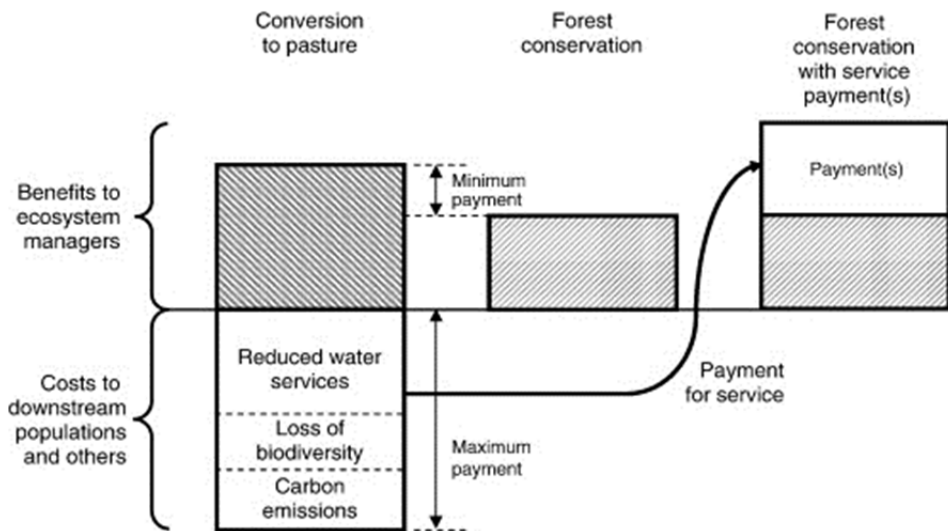 Conversion
to pasture
Forest
conservation
Forest
conservation
with service
payment(s)
Benefits to
ecosystem
managers
Minimum
payment
Payment(s)
Costs to
downstream
populations
and others
Reduced water
services
Loss of
biodiversity
Carbon
emissions
Maximum
payment
Payment
for service